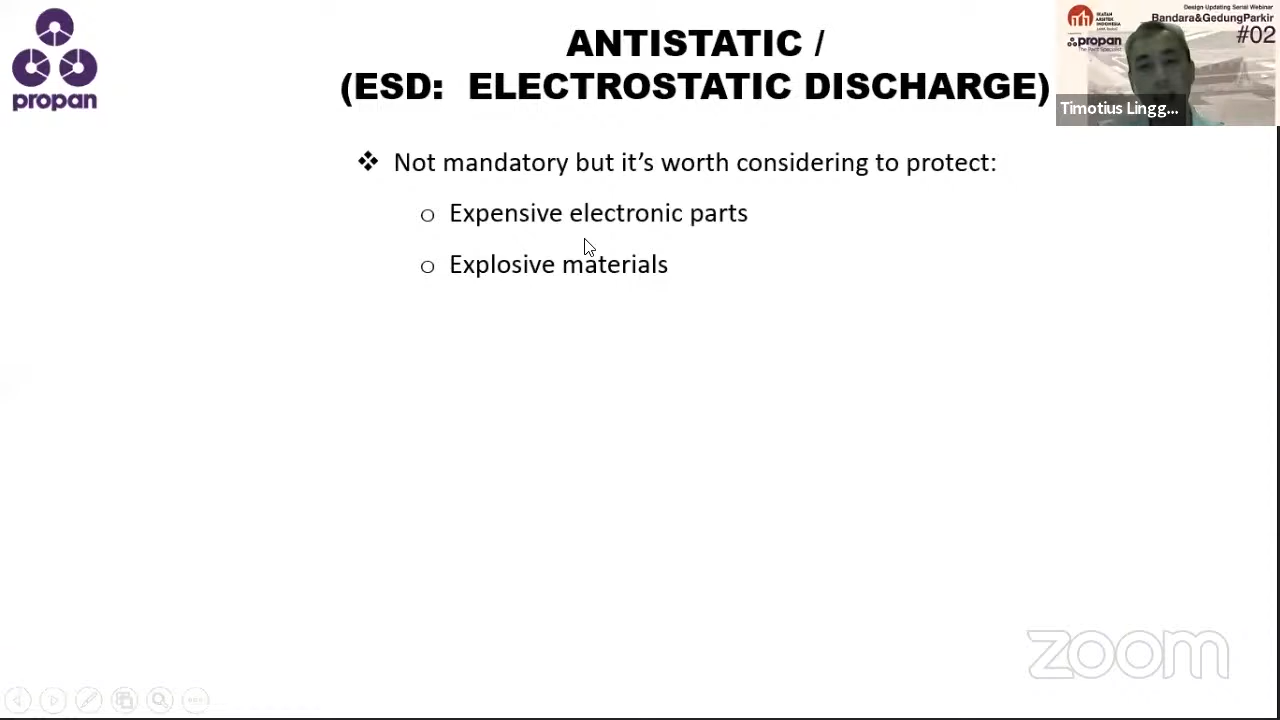 propan
ANTISTATIC /
(ESD: ELECTROSTATIC DISCHARGE)
❖ Not mandatory but it's worth considering to protect:
o Expensive electronic parts
o Explosive materials
Design Updating Serial Webinar
Bandara&GedungParkir
#02
IKATAN
ARSITEK
INDONESIA
propan
The Paint Specialist
Timotius Lingg...
zoom